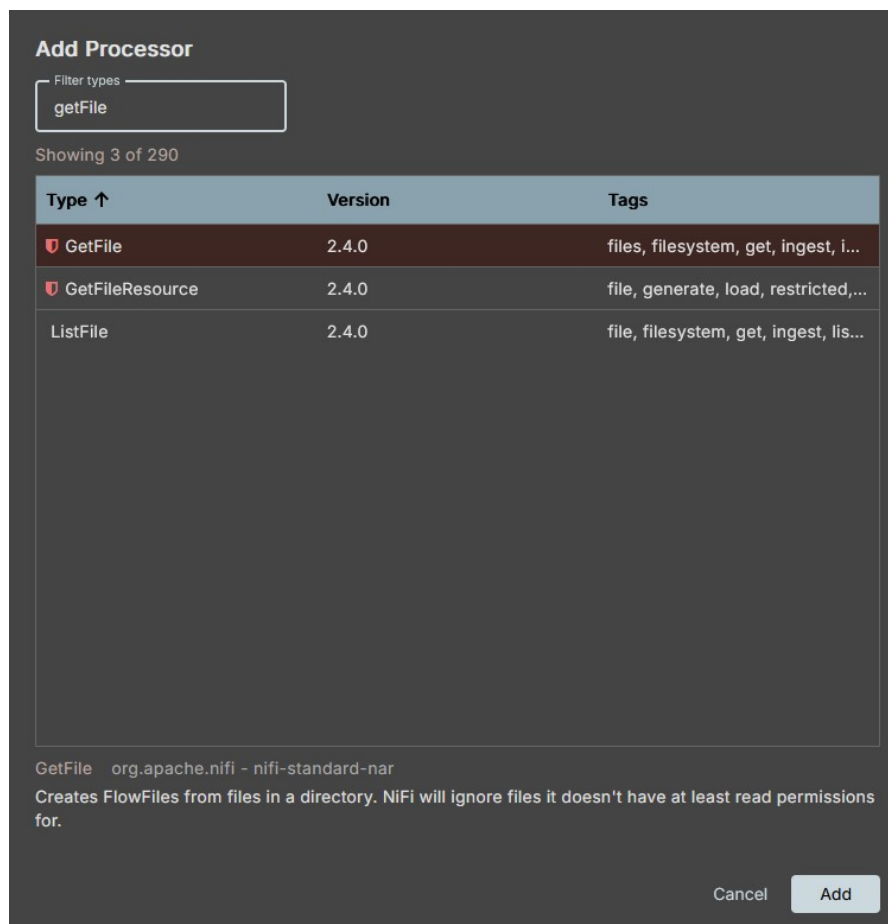 Add Processor
Filter types
getFile
Showing 3 of 290
Type ↑ Version Tags
GetFile 2.4.0 files, filesystem, get, ingest, i...
GetFileResource 2.4.0 file, generate, load, restricted,...
ListFile 2.4.0 file, filesystem, get, ingest, lis...
GetFile org.apache.nifi - nifi-standard-nar
Creates FlowFiles from files in a directory. NiFi will ignore files it doesn't have at least read permissions
for.
Cancel Add